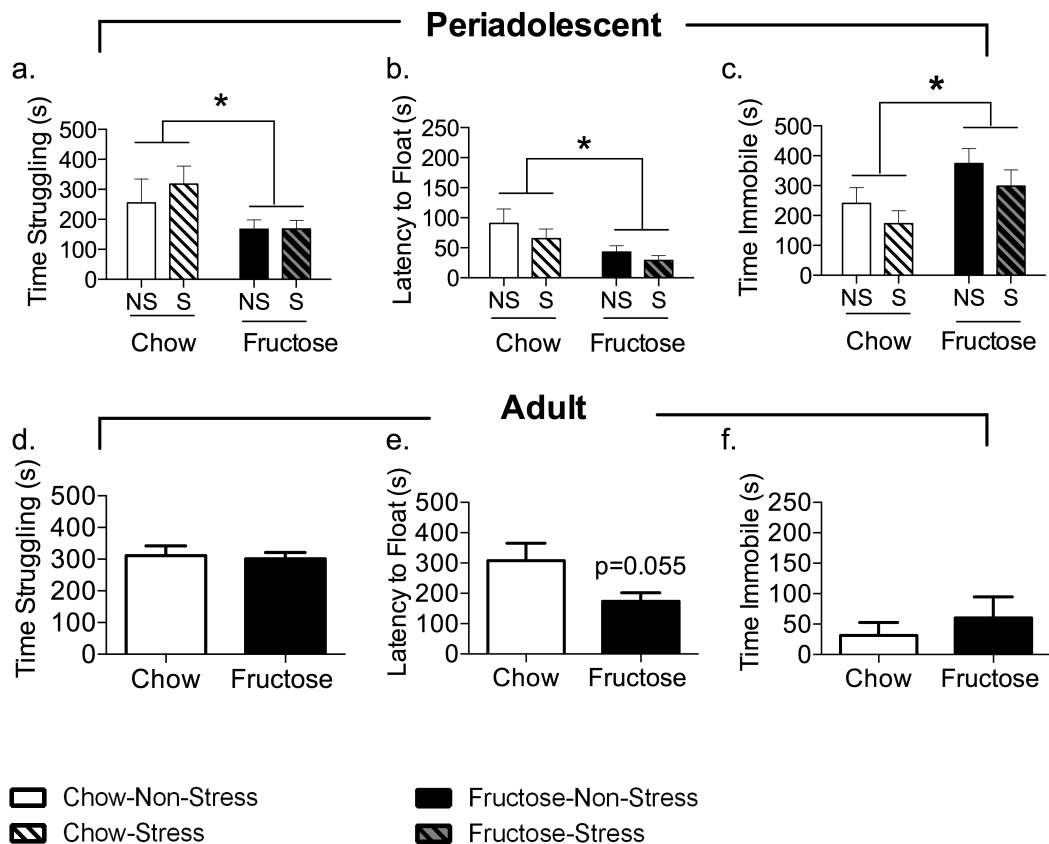 Periadolescent
a.
Time Struggling (s)
500
400
300
200
100
0
NS S NS S
Chow Fructose
*
b.
Latency to Float (s)
250
200
150
100
50
0
NS S NS S
Chow Fructose
*
c.
Time Immobile (s)
500
400
300
200
100
0
NS S NS S
Chow Fructose
*
Adult
d.
Time Struggling (s)
500
400
300
200
100
0
Chow Fructose
e.
Latency to Float (s)
500
400
300
200
100
0
p=0.055
Chow Fructose
f.
Time Immobile (s)
250
200
150
100
50
0
Chow Fructose
Chow-Non-Stress
Chow-Stress
Fructose-Non-Stress
Fructose-Stress